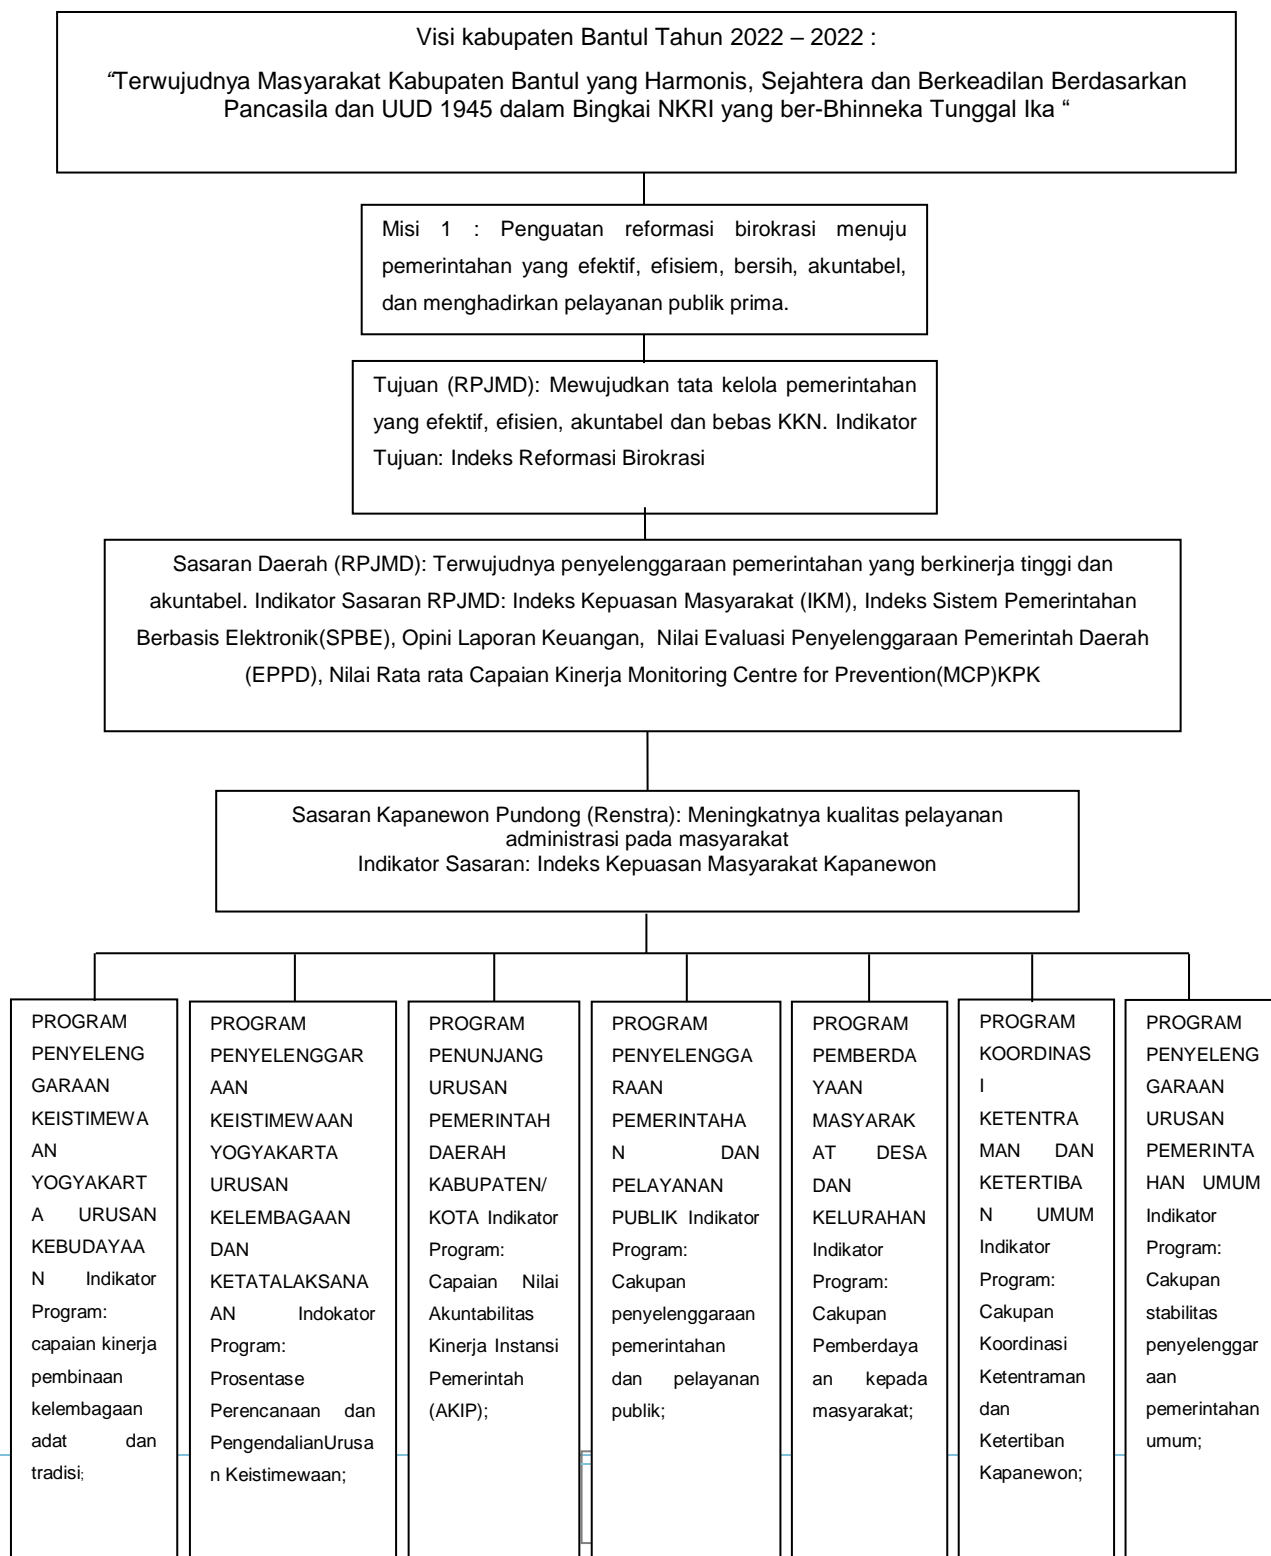 Visi kabupaten Bantul Tahun 2022 – 2022 :
“Terwujudnya Masyarakat Kabupaten Bantul yang Harmonis, Sejahtera dan Berkeadilan Berdasarkan
Pancasila dan UUD 1945 dalam Bingkai NKRI yang ber-Bhinneka Tunggal Ika “
Misi 1 : Penguatan reformasi birokrasi menuju
pemerintahan yang efektif, efisiem, bersih, akuntabel,
dan menghadirkan pelayanan publik prima.
Tujuan (RPJMD): Mewujudkan tata kelola pemerintahan
yang efektif, efisien, akuntabel dan bebas KKN. Indikator
Tujuan: Indeks Reformasi Birokrasi
Sasaran Daerah (RPJMD): Terwujudnya penyelenggaraan pemerintahan yang berkinerja tinggi dan
akuntabel. Indikator Sasaran RPJMD: Indeks Kepuasan Masyarakat (IKM), Indeks Sistem Pemerintahan
Berbasis Elektronik(SPBE), Opini Laporan Keuangan, Nilai Evaluasi Penyelenggaraan Pemerintah Daerah
(EPPD), Nilai Rata rata Capaian Kinerja Monitoring Centre for Prevention(MCP)KPK
Sasaran Kapanewon Pundong (Renstra): Meningkatnya kualitas pelayanan
administrasi pada masyarakat
Indikator Sasaran: Indeks Kepuasan Masyarakat Kapanewon
PROGRAM
PENYELENG
GARAAN
KEISTIMEWA
AN
YOGYAKART
A URUSAN
KEBUDAYAA
N Indikator
Program:
capaian kinerja
pembinaan
kelembagaan
adat dan
tradisi;
PROGRAM
PENYELENGGAR
AAN
KEISTIMEWAAN
YOGYAKARTA
URUSAN
KELEMBAGAAN
DAN
KETATALAKSANA
AN Indokator
Program:
Prosentase
Perencanaan dan
PengendalianUrusa
n Keistimewaan;
PROGRAM
PENUNJANG
URUSAN
PEMERINTAH
DAERAH
KABUPATEN/
KOTA Indikator
Program:
Capaian Nilai
Akuntabilitas
Kinerja Instansi
Pemerintah
(AKIP);
PROGRAM
PENYELENGGA
RAAN
PEMERINTAHA
N DAN
PELAYANAN
PUBLIK Indikator
Program:
Cakupan
penyelenggaraan
pemerintahan
dan pelayanan
publik;
PROGRAM
PEMBERDA
YAAN
MASYARAK
AT DESA
DAN
KELURAHAN
Indikator
Program:
Cakupan
Pemberdaya
an kepada
masyarakat;
PROGRAM
KOORDINAS
I
KETENTRA
MAN DAN
KETERTIBA
N UMUM
Indikator
Program:
Cakupan
Koordinasi
Ketentraman
dan
Ketertiban
Kapanewon;
PROGRAM
PENYELENG
GARAAN
URUSAN
PEMERINTA
HAN UMUM
Indikator
Program:
Cakupan
stabilitas
penyelenggar
aan
pemerintahan
umum;